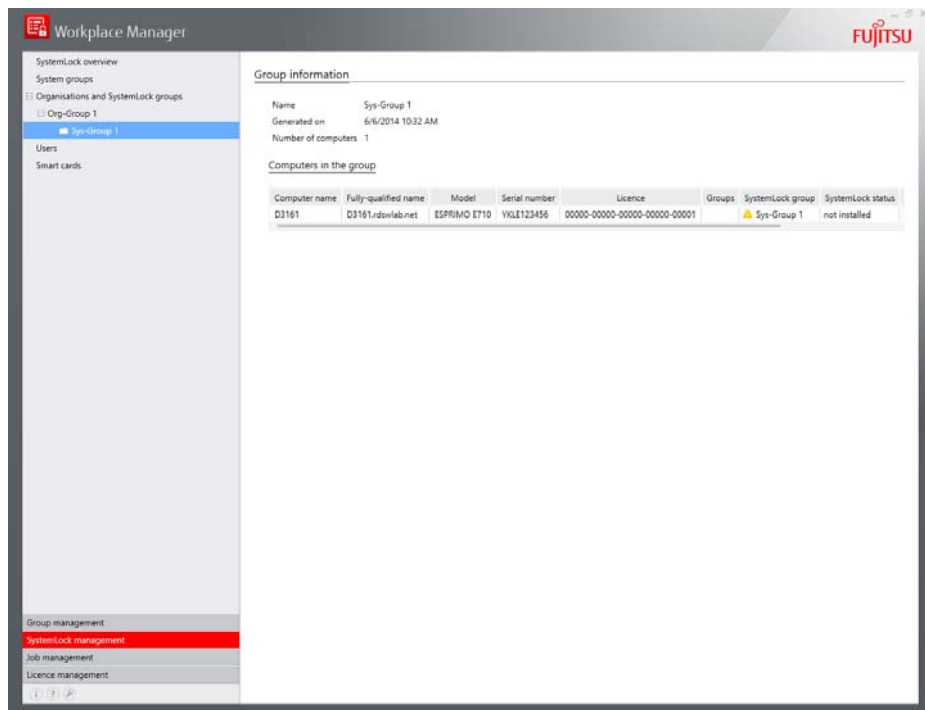 Workplace Manager
FUJITSU
SystemLock overview
System groups
Organisations and SystemLock groups
Org-Group 1
Sys-Group 1
Users
Smart cards
Group management
SystemLock management
Job management
Licence management
Group information
Name Sys-Group 1
Generated on 6/6/2014 10:32 AM
Number of computers 1
Computers in the group
Computer name Fully-qualified name Model Serial number Licence Groups SystemLock group SystemLock status
D3161 D3161.rdswlab.net ESPRIMO E710 YKLE123456 00000-00000-00000-00000-00001 Sys-Group 1 not installed